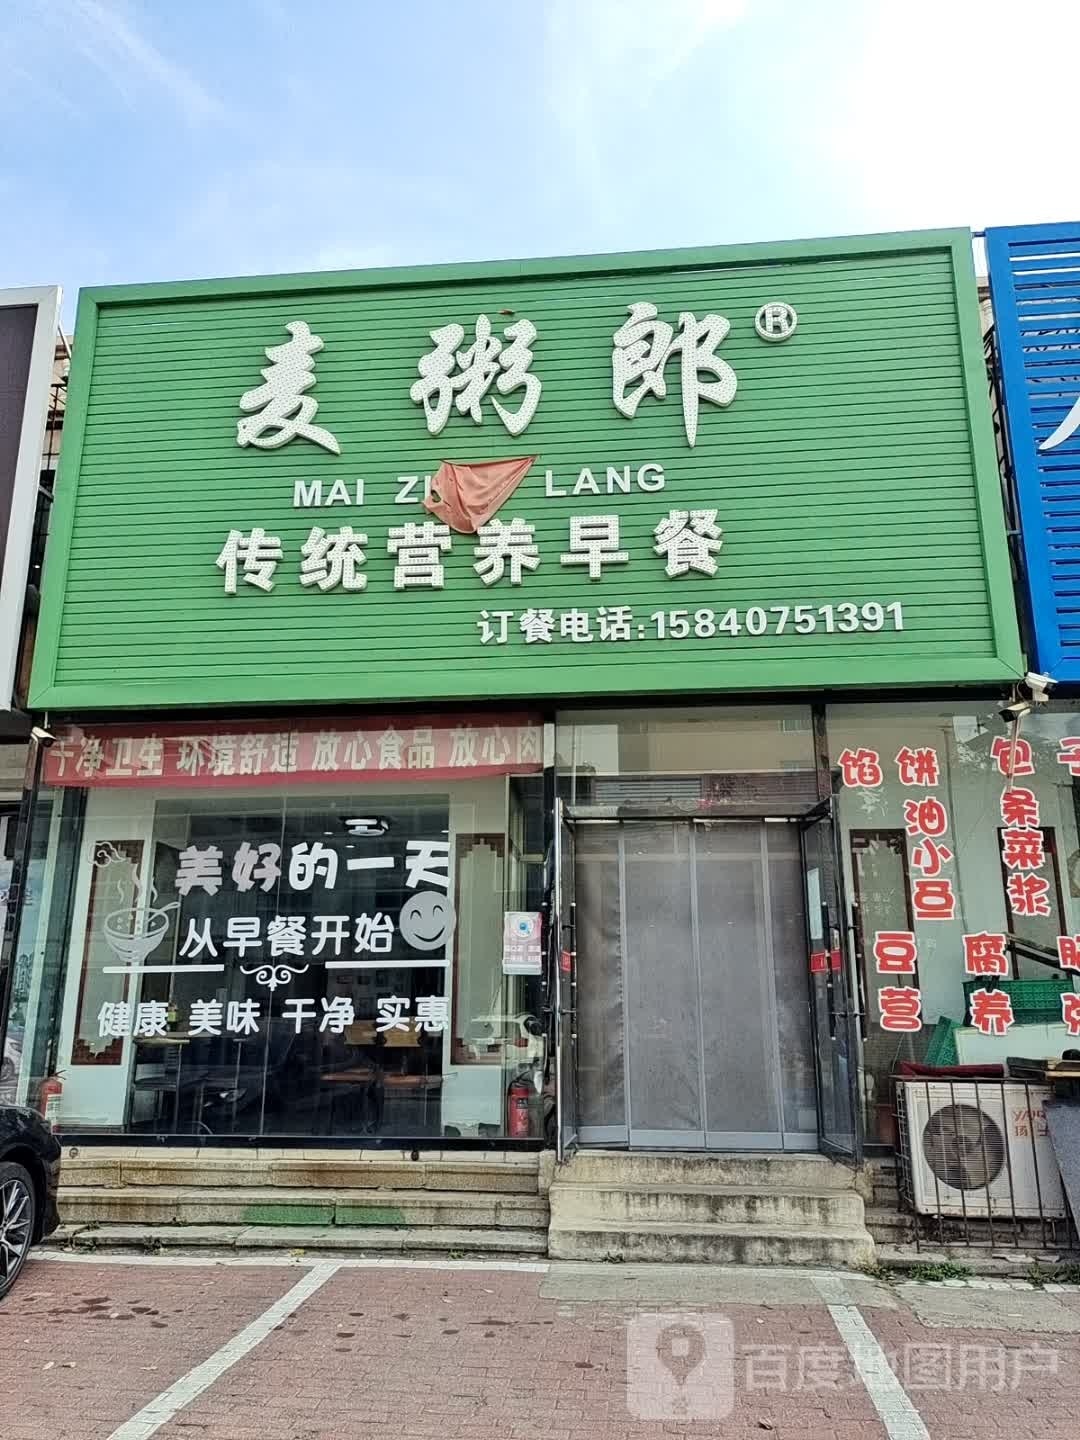 麦粥郎®
MAI Z LANG
传统营养早餐
订餐电话:15840751391
干净卫生 环境舒适 放心食品 放心肉
美好的一天
从早餐开始
健康 美味 干净 实惠
馅饼
油条
小菜
豆浆
包子
豆腐脑
营养粥
百度地图用户